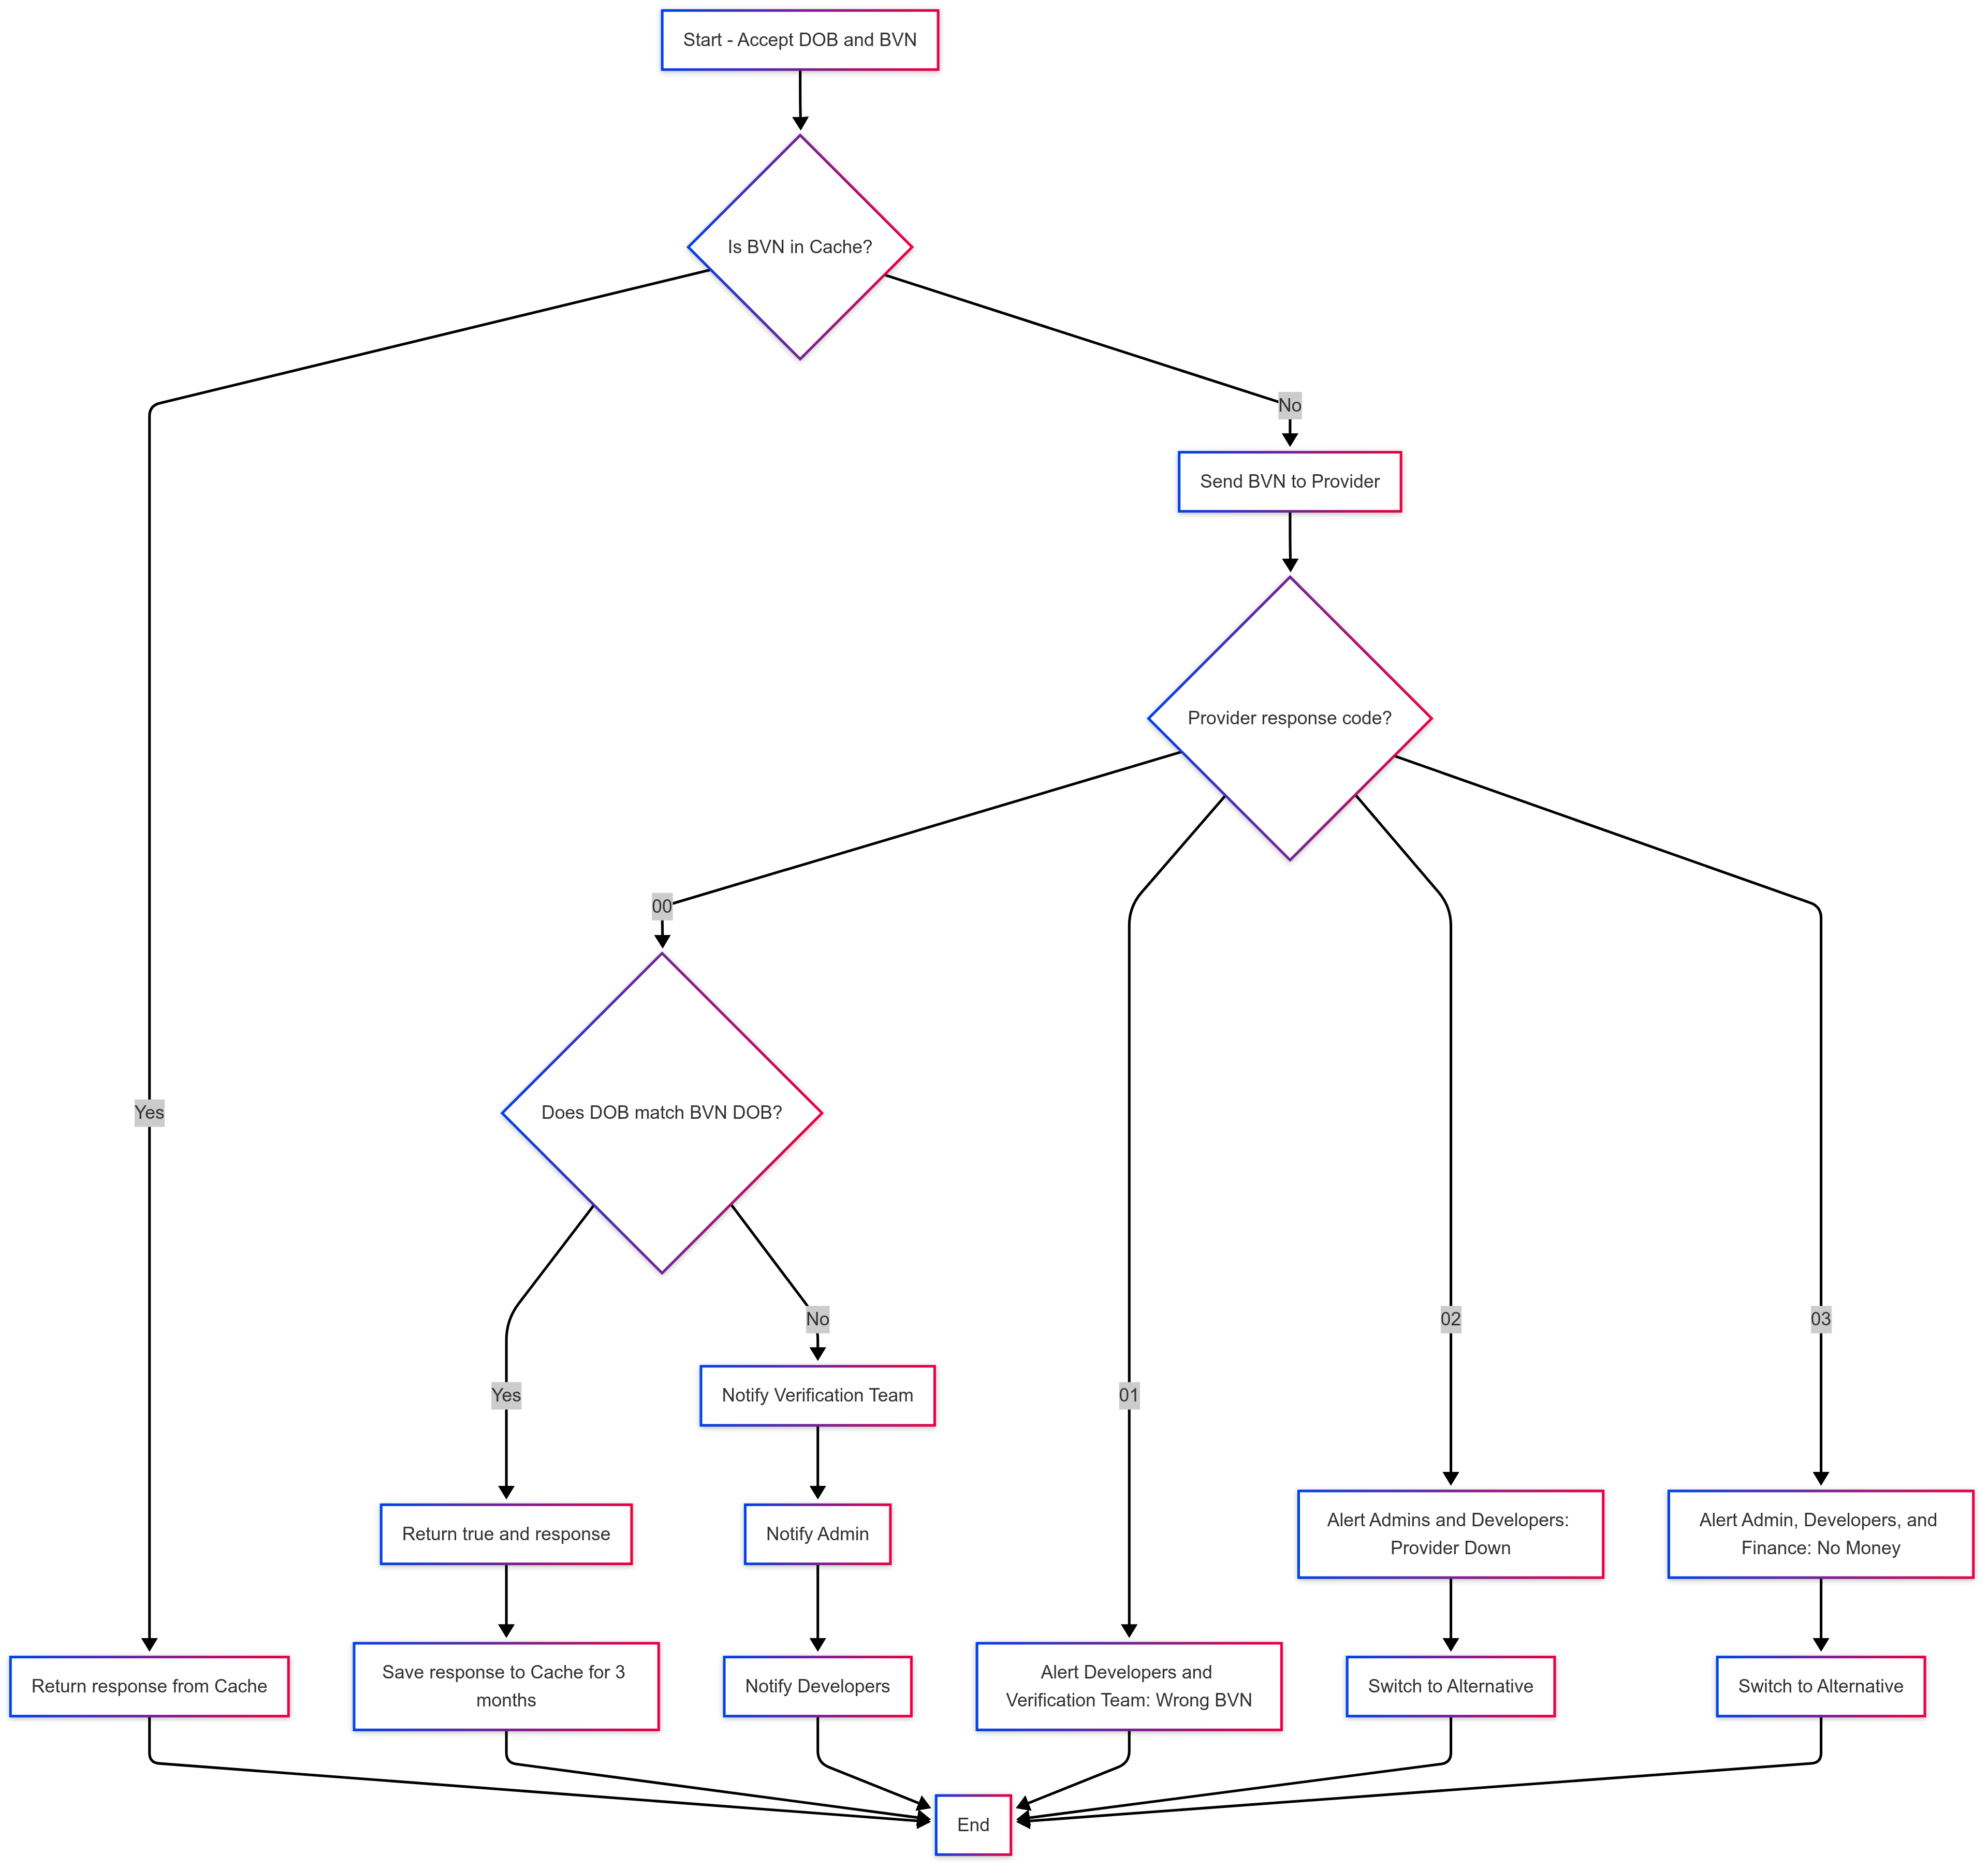 Start - Accept DOB and BVN
Is BVN in Cache?
No
Send BVN to Provider
Provider response code?
00
Yes
Does DOB match BVN DOB?
No
02
03
Yes
Notify Verification Team
01
Return true and response
Notify Admin
Alert Admins and Developers:
Provider Down
Alert Admin, Developers, and
Finance: No Money
Return response from Cache
Save response to Cache for 3
months
Notify Developers
Alert Developers and
Verification Team: Wrong BVN
Switch to Alternative
Switch to Alternative
End